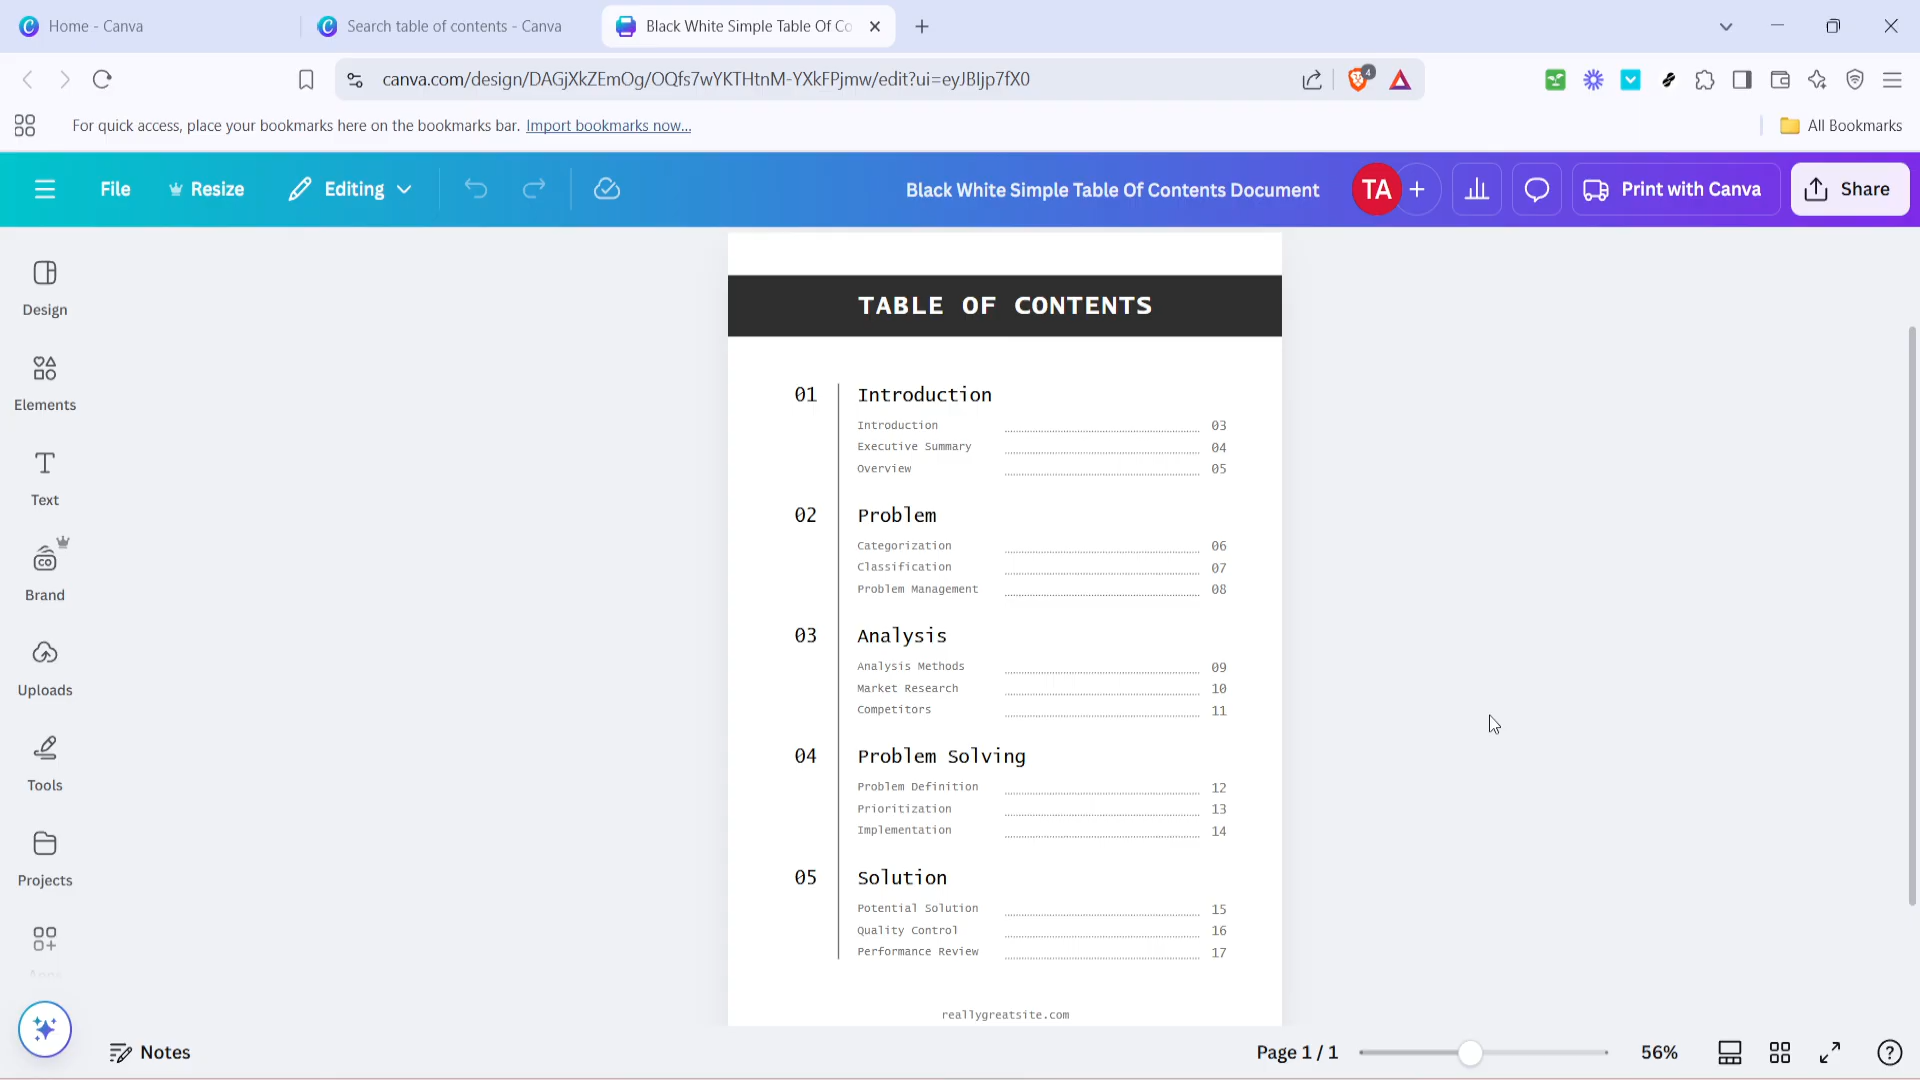 Home - Canva
Search table of contents - Canva
Black White Simple Table Of Co
canva.com/design/DAGjXkZEmOg/OQfs7wYKTHtnM-YXkFPjmw/edit?ui=eyJBIjp7fX0
4
For quick access, place your bookmarks here on the bookmarks bar. Import bookmarks now...
All Bookmarks
File
Resize
Editing
Black White Simple Table Of Contents Document
TA
Print with Canva
Share
Design
Elements
Text
Brand
Uploads
Tools
Projects
Apps
TABLE OF CONTENTS
01 Introduction
Introduction 03
Executive Summary 04
Overview 05
02 Problem
Categorization 06
Classification 07
Problem Management 08
03 Analysis
Analysis Methods 09
Market Research 10
Competitors 11
04 Problem Solving
Problem Definition 12
Prioritization 13
Implementation 14
05 Solution
Potential Solution 15
Quality Control 16
Performance Review 17
reallygreatsite.com
Notes
Page 1 / 1
56%